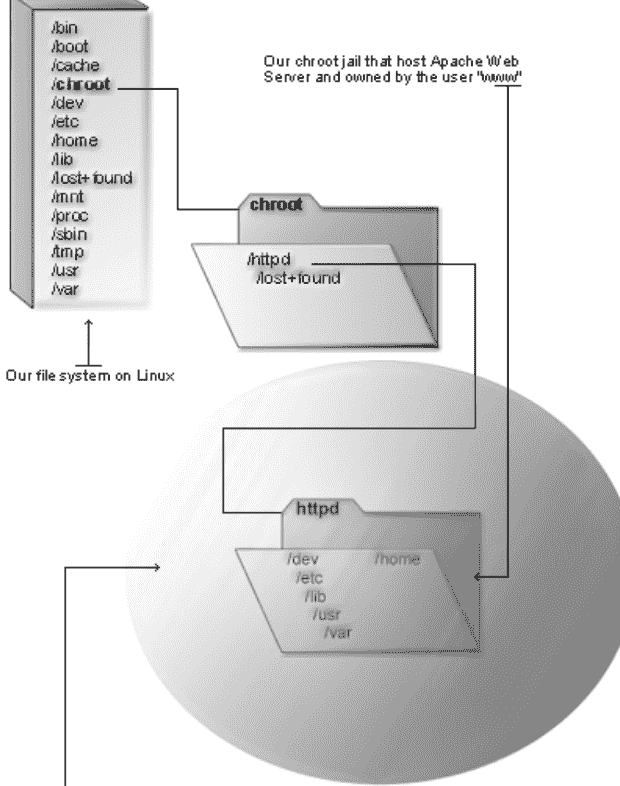 /bin
/boot
/cache
/chroot
/dev
/etc
/home
/lib
/lost+found
/mnt
/proc
/sbin
/tmp
/usr
/var
Our file system on Linux
Our chroot jail that host Apache Web
Server and owned by the user "www"
chroot
/httpd
/lost+found
httpd
/dev /home
/etc
/lib
/usr
/var